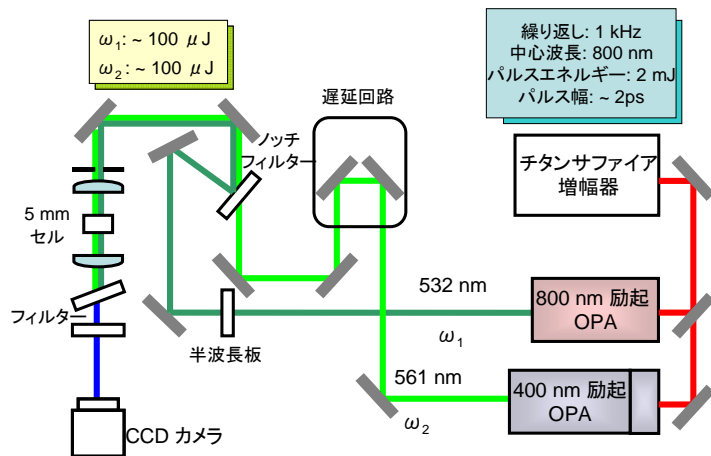 ω1: ~ 100 μJ
ω2: ~ 100 μJ
繰り返し: 1 kHz
中心波長: 800 nm
パルスエネルギー: 2 mJ
パルス幅: ~ 2ps
遅延回路
ノッチ
フィルター
チタンサファイア
増幅器
5 mm
セル
532 nm
800 nm 励起
OPA
フィルター
半波長板
ω1
561 nm
400 nm 励起
OPA
ω2
CCD カメラ